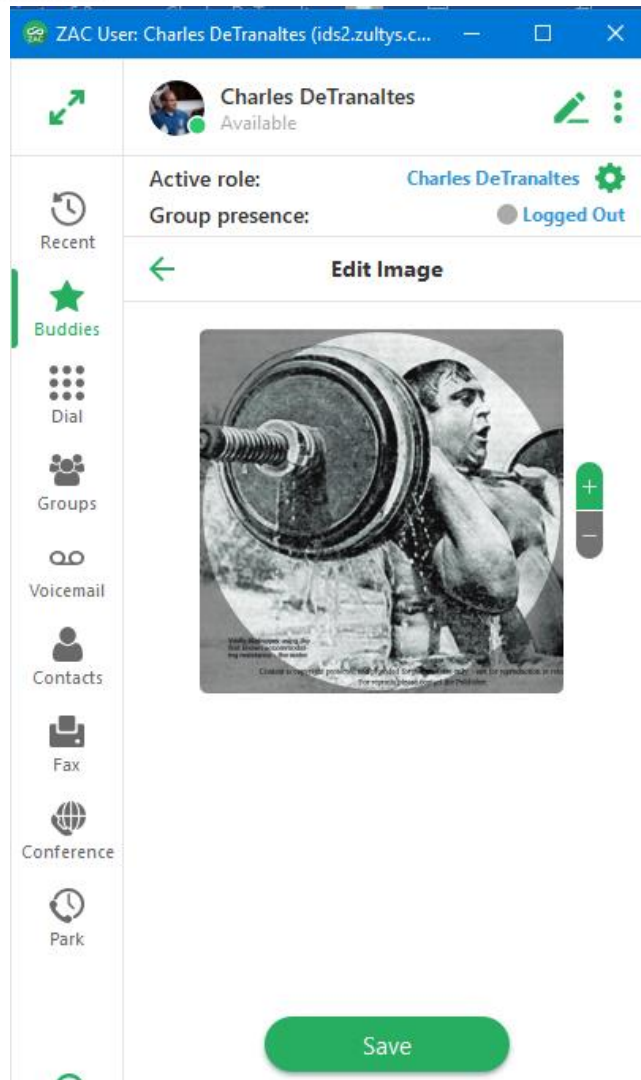 ZAC User: Charles DeTranaltes (ids2.zultys.c...
ZAC
Charles DeTranaltes
Available
Active role: Charles DeTranaltes
Group presence: Logged Out
Recent
Edit Image
Buddies
Dial
Groups
+
−
Voicemail
Contacts
Fax
Conference
Park
Save